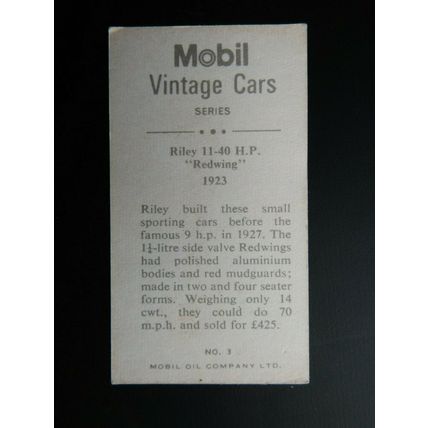 Mobil
Vintage Cars
SERIES
Riley 11-40 H.P.
"Redwing"
1923
Riley built these small
sporting cars before the
famous 9 h.p. in 1927. The
1½-litre side valve Redwings
had polished aluminium
bodies and red mudguards;
made in two and four seater
forms. Weighing only 14
cwt., they could do 70
m.p.h. and sold for £425.
NO. 3
MOBIL OIL COMPANY LTD.